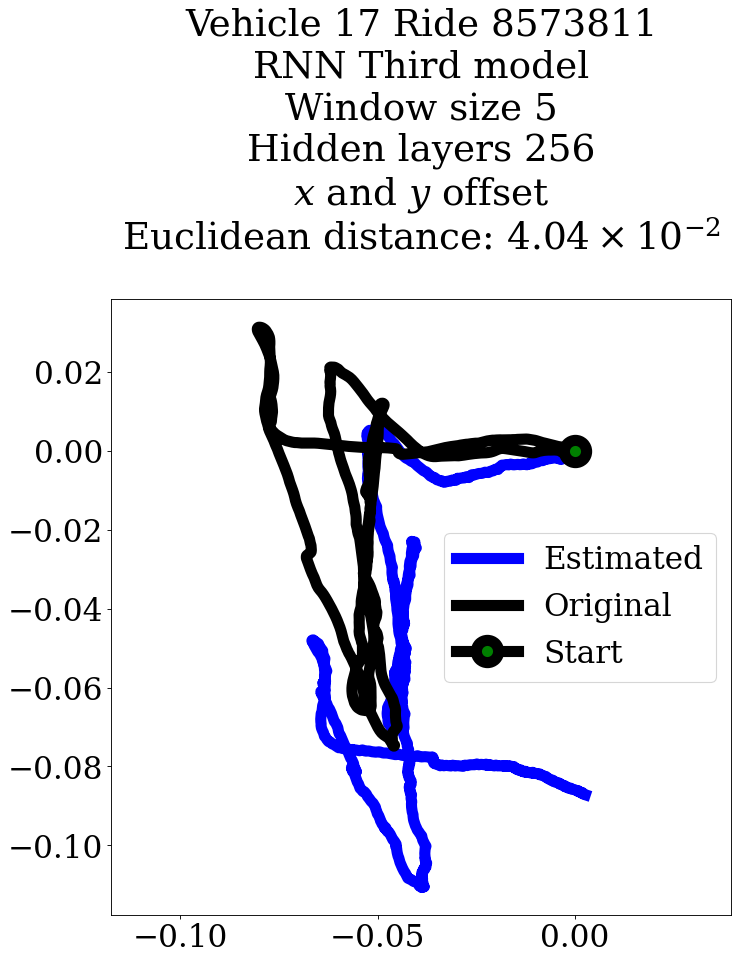 Vehicle 17 Ride 8573811
RNN Third model
Window size 5
Hidden layers 256
x and y offset
Euclidean distance: 4.04 × 10⁻²
0.02
0.00
−0.02
−0.04
−0.06
−0.08
−0.10
Estimated
Original
Start
−0.10 −0.05 0.00